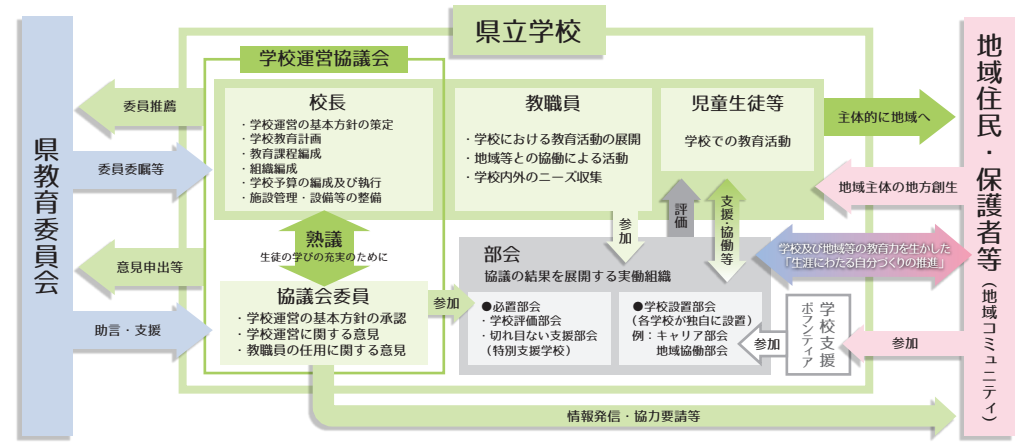 県立学校
学校運営協議会
県教育委員会
委員推薦
委員委嘱等
意見申出等
助言・支援
校長
・学校運営の基本方針の策定
・学校教育計画
・教育課程編成
・組織編成
・学校予算の編成及び執行
・施設管理・設備等の整備
熟議
生徒の学びの充実のために
協議会委員
・学校運営の基本方針の承認
・学校運営に関する意見
・教職員の任用に関する意見
教職員
・学校における教育活動の展開
・地域等との協働による活動
・学校内外のニーズ収集
児童生徒等
学校での教育活動
参加
評価
支援・協働等
部会
協議の結果を展開する実働組織
参加
●必置部会
・学校評価部会
・切れ目ない支援部会
（特別支援学校）
●学校設置部会
（各学校が独自に設置）
例：キャリア部会
地域協働部会
参加
学校支援
ボランティア
参加
主体的に地域へ
地域主体の地方創生
学校及び地域等の教育力を生かした
「生涯にわたる自分づくりの推進」
情報発信・協力要請等
地域住民・保護者等（地域コミュニティ）